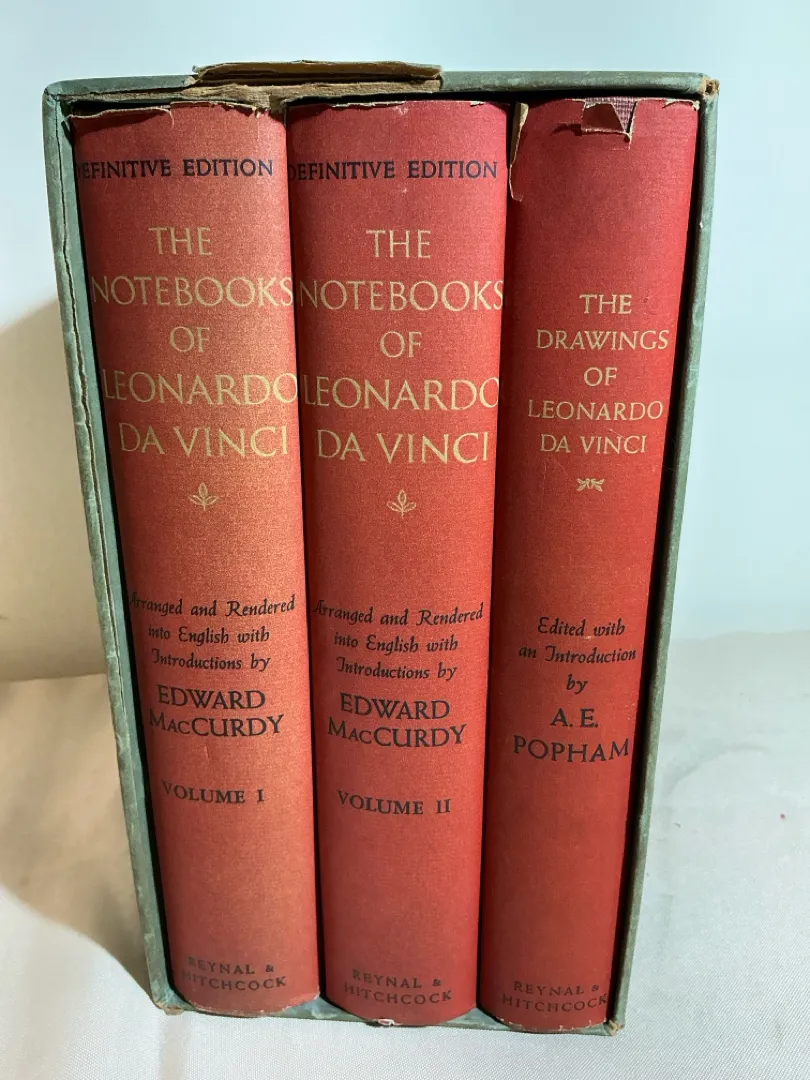 DEFINITIVE EDITION
THE
NOTEBOOKS
OF
LEONARDO
DA VINCI
Arranged and Rendered
into English with
Introductions by
EDWARD
MACCURDY
VOLUME I
REYNAL &
HITCHCOCK
DEFINITIVE EDITION
THE
NOTEBOOKS
OF
LEONARDO
DA VINCI
Arranged and Rendered
into English with
Introductions by
EDWARD
MACCURDY
VOLUME II
REYNAL &
HITCHCOCK
THE
DRAWINGS
OF
LEONARDO
DA VINCI
Edited with
an Introduction
by
A. E.
POPHAM
REYNAL &
HITCHCOCK